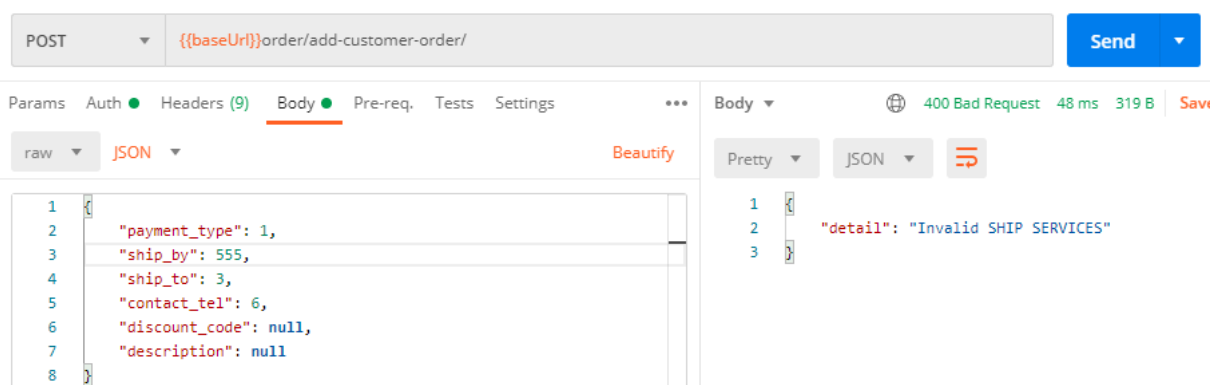 POST {{baseUrl}}order/add-customer-order/ Send
Params Auth Headers (9) Body Pre-req. Tests Settings
raw JSON Beautify
1 {
2 "payment_type": 1,
3 "ship_by": 555,
4 "ship_to": 3,
5 "contact_tel": 6,
6 "discount_code": null,
7 "description": null
8 }
Body 400 Bad Request 48 ms 319 B Save
Pretty JSON
1 {
2 "detail": "Invalid SHIP SERVICES"
3 }